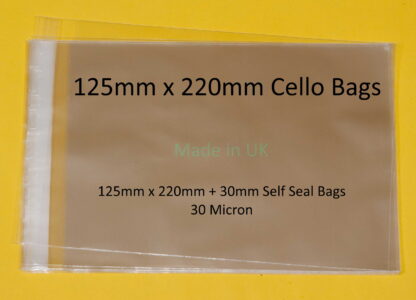 125mm x 220mm Cello Bags
Made in UK
125mm x 220mm + 30mm Self Seal Bags
30 Micron